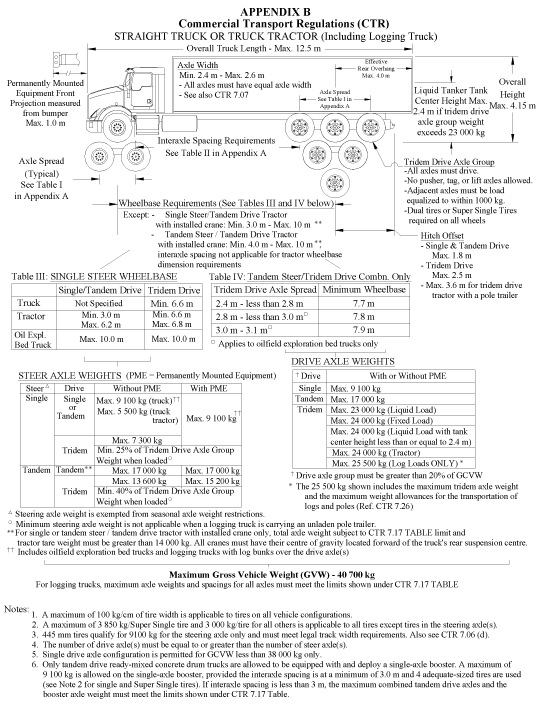 APPENDIX B
Commercial Transport Regulations (CTR)
STRAIGHT TRUCK OR TRUCK TRACTOR (Including Logging Truck)
Overall Truck Length - Max. 12.5 m
Permanently Mounted
Equipment Front
Projection measured
from bumper
Max. 1.0 m
Axle Width
Min. 2.4 m - Max. 2.6 m
- All axles must have equal axle width
- See also CTR 7.07
Effective
Rear Overhang
Max. 4.0 m
Axle Spread
See Table I in
Appendix A
Liquid Tanker Tank
Center Height Max.
2.4 m if tridem drive
axle group weight
exceeds 23 000 kg
Overall
Height
Max. 4.15 m
Interaxle Spacing Requirements
See Table II in Appendix A
Axle Spread
(Typical)
See Table I
in Appendix A
Tridem Drive Axle Group
-All axles must drive.
-No pusher, tag, or lift axles allowed.
-Adjacent axles must be load
equalized to within 1000 kg.
-Dual tires or Super Single Tires
required on all wheels
Wheelbase Requirements (See Tables III and IV below)
Except: - Single Steer/Tandem Drive Tractor
with installed crane: Min. 3.0 m - Max. 10 m **
- Tandem Steer / Tandem Drive Tractor
with installed crane: Min. 4.0 m - Max. 10 m **,
interaxle spacing not applicable for tractor wheelbase
dimension requirements
Hitch Offset
- Single & Tandem Drive
Max. 1.8 m
- Tridem Drive
Max. 2.5 m
- Max. 3.6 m for tridem drive
tractor with a pole trailer
Table III: SINGLE STEER WHEELBASE
Single/Tandem Drive Tridem Drive
Truck Not Specified Min. 6.6 m
Tractor Min. 3.0 m Min. 6.6 m
Max. 6.2 m Max. 6.8 m
Oil Expl.
Bed Truck Max. 10.0 m Max. 10.0 m
Table IV: Tandem Steer/Tridem Drive Combn. Only
Tridem Drive Axle Spread Minimum Wheelbase
2.4 m - less than 2.8 m 7.7 m
2.8 m - less than 3.0 m□ 7.8 m
3.0 m - 3.1 m□ 7.9 m
□ Applies to oilfield exploration bed trucks only
STEER AXLE WEIGHTS (PME = Permanently Mounted Equipment)
Steer△ Drive Without PME With PME
Single Single or Tandem Max. 9 100 kg (truck)††
Max. 5 500 kg (truck tractor)
Max. 9 100 kg††
Max. 7 300 kg
Tridem Min. 25% of Tridem Drive Axle Group
Weight when loaded○
Tandem Tandem** Max. 17 000 kg Max. 17 000 kg
Max. 13 600 kg Max. 15 200 kg
Tridem Min. 40% of Tridem Drive Axle Group
Weight when loaded○
DRIVE AXLE WEIGHTS
† Drive With or Without PME
Single Max. 9 100 kg
Tandem Max. 17 000 kg
Tridem Max. 23 000 kg (Liquid Load)
Max. 24 000 kg (Fixed Load)
Max. 24 000 kg (Liquid Load with tank
center height less than or equal to 2.4 m)
Max. 24 000 kg (Tractor)
Max. 25 500 kg (Log Loads ONLY) *
† Drive axle group must be greater than 20% of GCVW
* The 25 500 kg shown includes the maximum tridem axle weight
and the maximum weight allowances for the transportation of
logs and poles (Ref. CTR 7.26)
△ Steering axle weight is exempted from seasonal axle weight restrictions.
○ Minimum steering axle weight is not applicable when a logging truck is carrying an unladen pole trailer.
**For single or tandem steer / tandem drive tractor with installed crane only, total axle weight subject to CTR 7.17 TABLE limit and
tractor tare weight must be greater than 14 000 kg. All cranes must have their centre of gravity located forward of the truck's rear suspension centre.
†† Includes oilfield exploration bed trucks and logging trucks with log bunks over the drive axle(s)
Maximum Gross Vehicle Weight (GVW) - 40 700 kg
For logging trucks, maximum axle weights and spacings for all axles must meet the limits shown under CTR 7.17 TABLE
Notes:
1. A maximum of 100 kg/cm of tire width is applicable to tires on all vehicle configurations.
2. A maximum of 3 850 kg/Super Single tire and 3 000 kg/tire for all others is applicable to all tires except tires in the steering axle(s).
3. 445 mm tires qualify for 9100 kg for the steering axle only and must meet legal track width requirements. Also see CTR 7.06 (d).
4. The number of drive axle(s) must be equal to or greater than the number of steer axle(s).
5. Single drive axle configuration is permitted for GCVW less than 38 000 kg only.
6. Only tandem drive ready-mixed concrete drum trucks are allowed to be equipped with and deploy a single-axle booster. A maximum of
9 100 kg is allowed on the single-axle booster, provided the interaxle spacing is at a minimum of 3.0 m and 4 adequate-sized tires are used
(see Note 2 for single and Super Single tires). If interaxle spacing is less than 3 m, the maximum combined tandem drive axles and the
booster axle weight must meet the limits shown under CTR 7.17 Table.